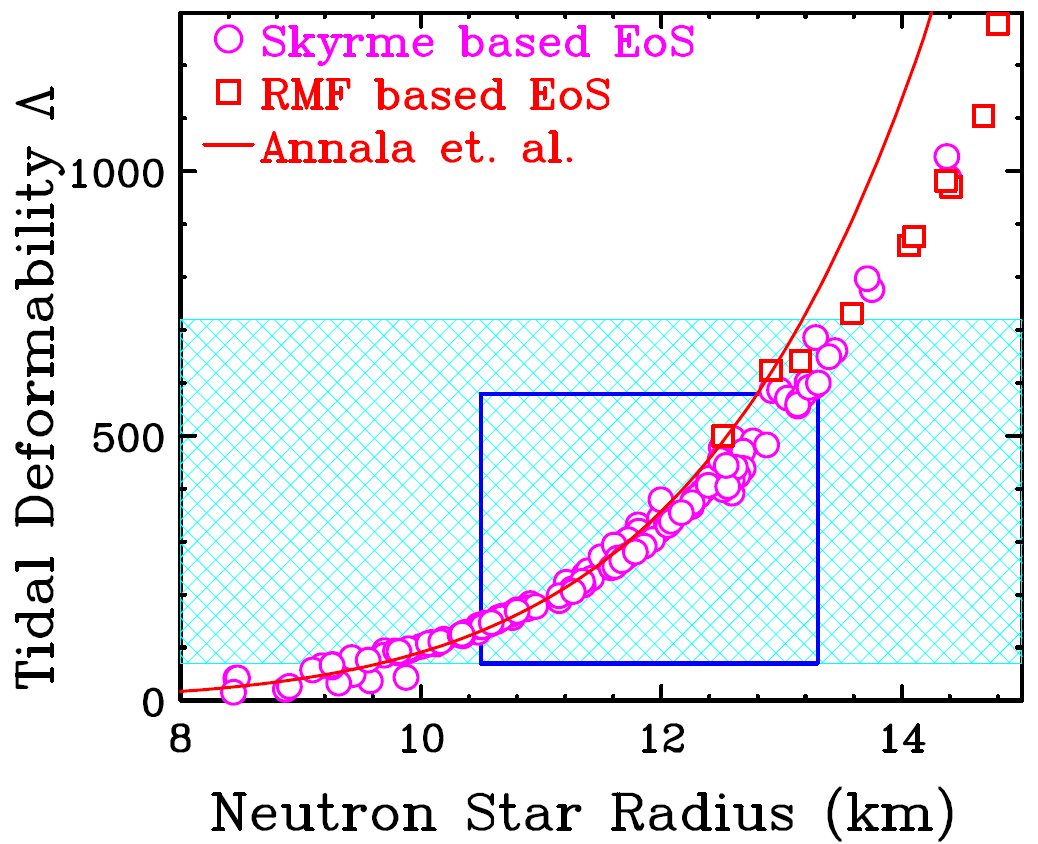 Skyrme based EoS
RMF based EoS
Annala et. al.
Tidal Deformability Λ
1000
500
0
8 10 12 14
Neutron Star Radius (km)